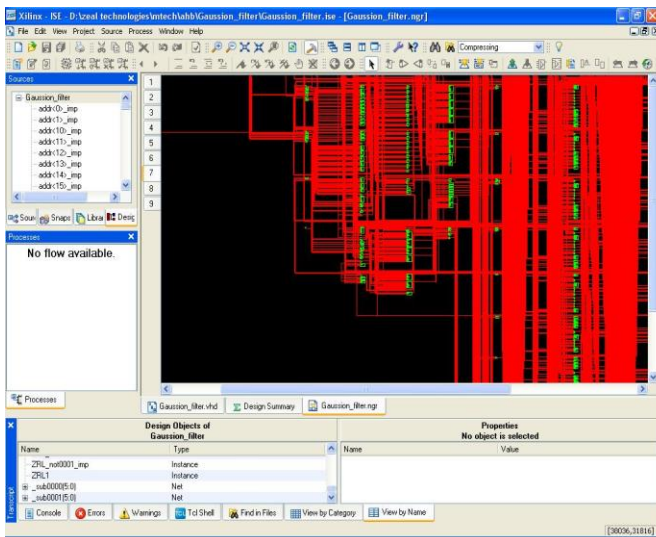 Xilinx - ISE - D:\zeal technologies\mtech\ahb\Gaussion_filter\Gaussion_filter.ise - [Gaussion_filter.ngr]
File Edit View Project Source Process Window Help
Compressing
Sources
Gaussion_filter
addr<0>_imp
addr<1>_imp
addr<10>_imp
addr<11>_imp
addr<12>_imp
addr<13>_imp
addr<14>_imp
addr<15>_imp
Sour Snaps Librar Desig
1
2
3
4
5
6
7
8
9
Processes
No flow available.
Processes
Gaussion_filter.vhd Design Summary Gaussion_filter.ngr
Design Objects of
Gaussion_filter
Properties
No object is selected
Name Type Name Value
ZRL_not0001_imp Instance
ZRL1 Instance
_sub0000(5:0) Net
_sub0001(5:0) Net
Transcript
Console Errors Warnings Tcl Shell Find in Files View by Category View by Name
[38036,31816]